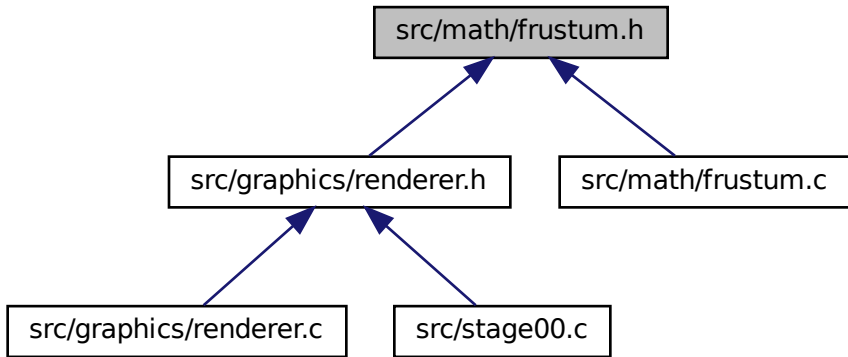 src/math/frustum.h
src/graphics/renderer.h
src/math/frustum.c
src/graphics/renderer.c
src/stage00.c